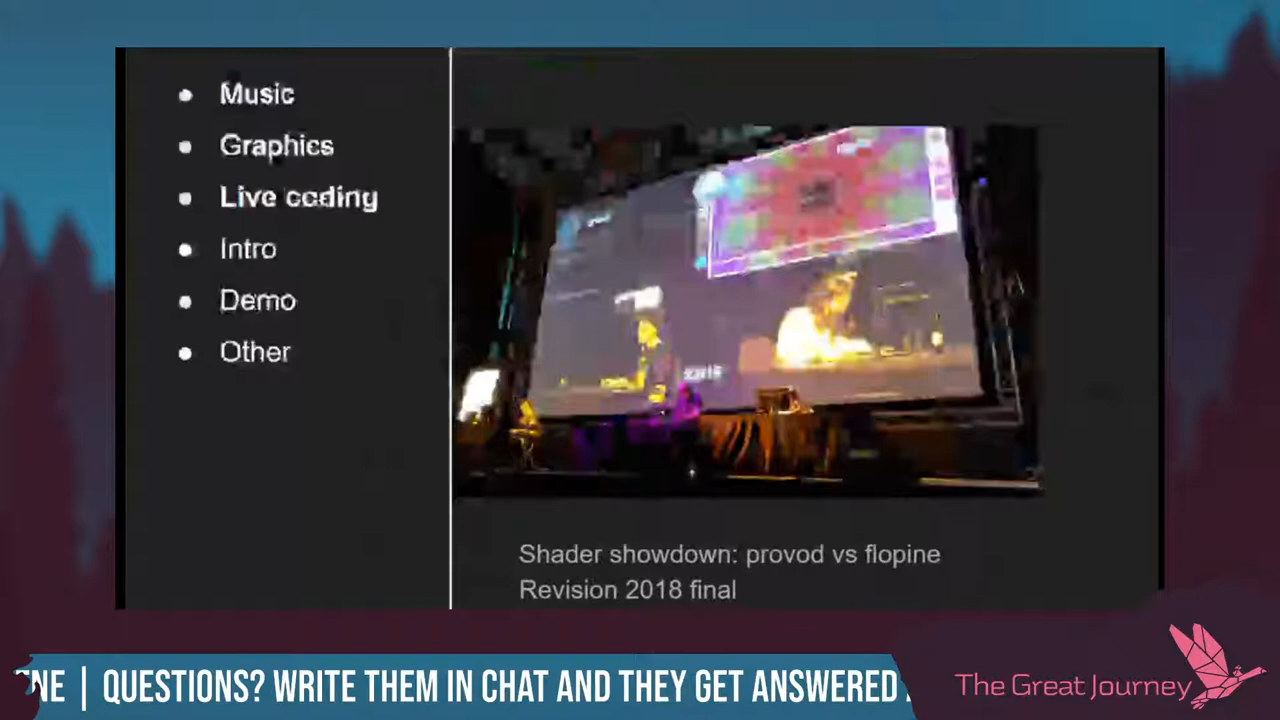 Music
Graphics
Live coding
Intro
Demo
Other
Shader showdown: provod vs flopine
Revision 2018 final
NE | QUESTIONS? WRITE THEM IN CHAT AND THEY GET ANSWERED
The Great Journey